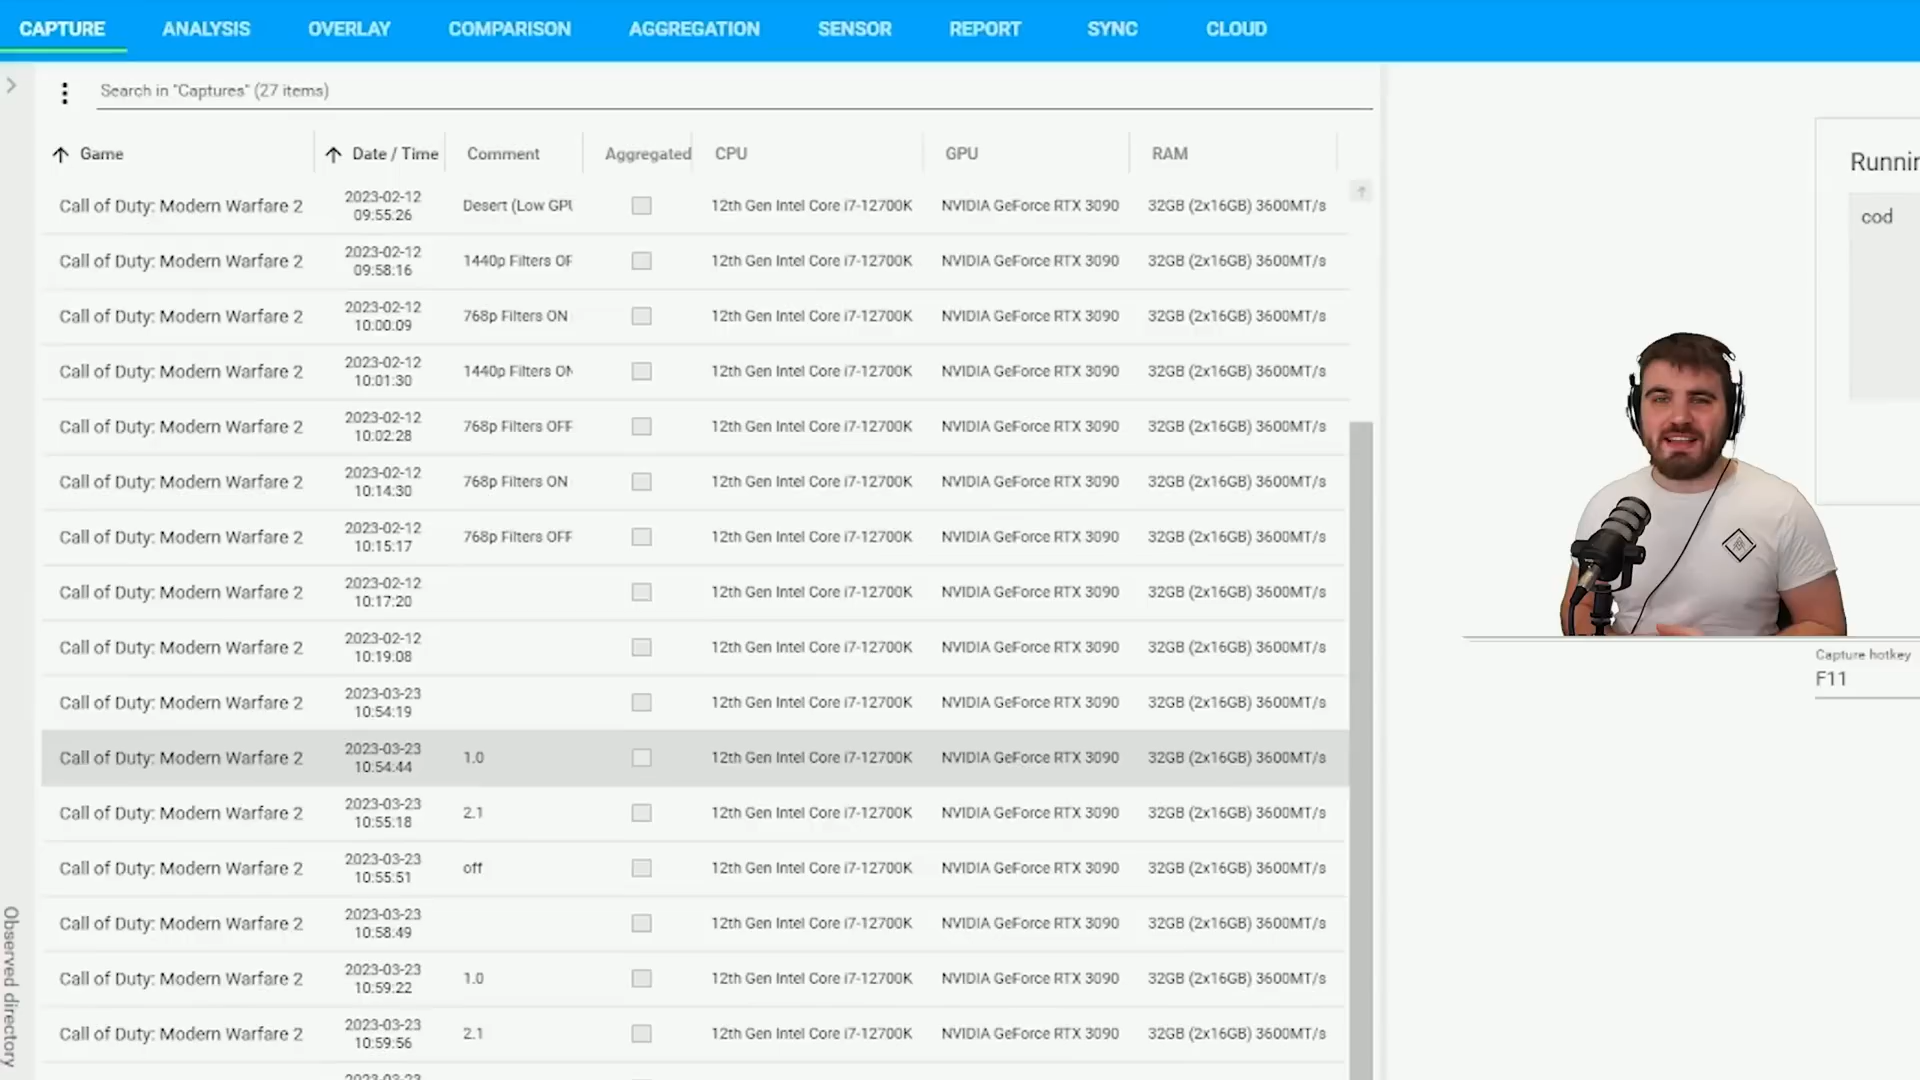 CAPTURE ANALYSIS OVERLAY COMPARISON AGGREGATION SENSOR REPORT SYNC CLOUD
Search in "Captures" (27 items)
Game Date / Time Comment Aggregated CPU GPU RAM
Call of Duty: Modern Warfare 2 2023-02-12 09:55:26 Desert (Low GPU 12th Gen Intel Core i7-12700K NVIDIA GeForce RTX 3090 32GB (2x16GB) 3600MT/s
Call of Duty: Modern Warfare 2 2023-02-12 09:58:16 1440p Filters OF 12th Gen Intel Core i7-12700K NVIDIA GeForce RTX 3090 32GB (2x16GB) 3600MT/s
Call of Duty: Modern Warfare 2 2023-02-12 10:00:09 768p Filters ON 12th Gen Intel Core i7-12700K NVIDIA GeForce RTX 3090 32GB (2x16GB) 3600MT/s
Call of Duty: Modern Warfare 2 2023-02-12 10:01:30 1440p Filters ON 12th Gen Intel Core i7-12700K NVIDIA GeForce RTX 3090 32GB (2x16GB) 3600MT/s
Call of Duty: Modern Warfare 2 2023-02-12 10:02:28 768p Filters OFF 12th Gen Intel Core i7-12700K NVIDIA GeForce RTX 3090 32GB (2x16GB) 3600MT/s
Call of Duty: Modern Warfare 2 2023-02-12 10:14:30 768p Filters ON 12th Gen Intel Core i7-12700K NVIDIA GeForce RTX 3090 32GB (2x16GB) 3600MT/s
Call of Duty: Modern Warfare 2 2023-02-12 10:15:17 768p Filters OFF 12th Gen Intel Core i7-12700K NVIDIA GeForce RTX 3090 32GB (2x16GB) 3600MT/s
Call of Duty: Modern Warfare 2 2023-02-12 10:17:20 12th Gen Intel Core i7-12700K NVIDIA GeForce RTX 3090 32GB (2x16GB) 3600MT/s
Call of Duty: Modern Warfare 2 2023-02-12 10:19:08 12th Gen Intel Core i7-12700K NVIDIA GeForce RTX 3090 32GB (2x16GB) 3600MT/s
Call of Duty: Modern Warfare 2 2023-03-23 10:54:19 12th Gen Intel Core i7-12700K NVIDIA GeForce RTX 3090 32GB (2x16GB) 3600MT/s
Call of Duty: Modern Warfare 2 2023-03-23 10:54:44 1.0 12th Gen Intel Core i7-12700K NVIDIA GeForce RTX 3090 32GB (2x16GB) 3600MT/s
Call of Duty: Modern Warfare 2 2023-03-23 10:55:18 2.1 12th Gen Intel Core i7-12700K NVIDIA GeForce RTX 3090 32GB (2x16GB) 3600MT/s
Call of Duty: Modern Warfare 2 2023-03-23 10:55:51 off 12th Gen Intel Core i7-12700K NVIDIA GeForce RTX 3090 32GB (2x16GB) 3600MT/s
Call of Duty: Modern Warfare 2 2023-03-23 10:58:49 12th Gen Intel Core i7-12700K NVIDIA GeForce RTX 3090 32GB (2x16GB) 3600MT/s
Call of Duty: Modern Warfare 2 2023-03-23 10:59:22 1.0 12th Gen Intel Core i7-12700K NVIDIA GeForce RTX 3090 32GB (2x16GB) 3600MT/s
Call of Duty: Modern Warfare 2 2023-03-23 10:59:56 2.1 12th Gen Intel Core i7-12700K NVIDIA GeForce RTX 3090 32GB (2x16GB) 3600MT/s
2023-03-23
Observed directory
Runnin
cod
Capture hotkey
F11